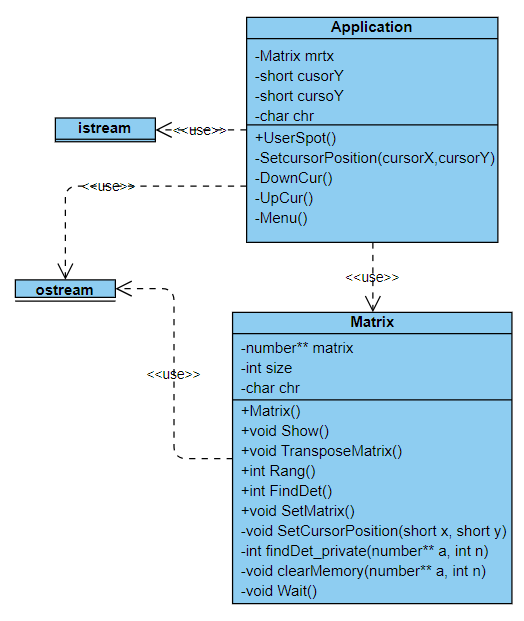 Application
-Matrix mrtx
-short cusorY
-short cursoY
-char chr
istream
<<use>>
+UserSpot()
-SetcursorPosition(cursorX,cursorY)
-DownCur()
<<use>>
-UpCur()
-Menu()
<<use>>
ostream
Matrix
-number** matrix
-int size
<<use>>
-char chr
+Matrix()
+void Show()
+void TransposeMatrix()
+int Rang()
+int FindDet()
+void SetMatrix()
-void SetCursorPosition(short x, short y)
-int findDet_private(number** a, int n)
-void clearMemory(number** a, int n)
-void Wait()